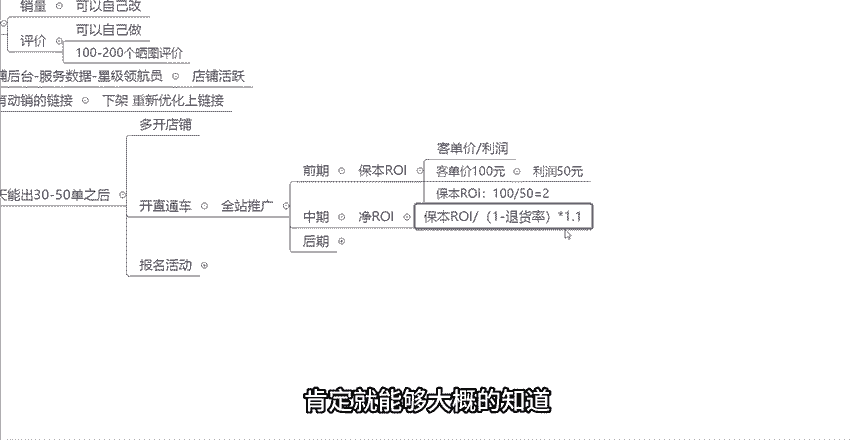 销量
可以自己改
评价
可以自己做
100-200个晒图评价
后台-服务数据-星级领航员
店铺活跃
有动销的链接
下架 重新优化上链接
多开店铺
天能出30-50单之后
开直通车
全站推广
前期
保本ROI
客单价/利润
客单价100元
利润50元
保本ROI：100/50=2
中期
净ROI
保本ROI/（1-退货率）*1.1
后期
报名活动
肯定就能够大概的知道